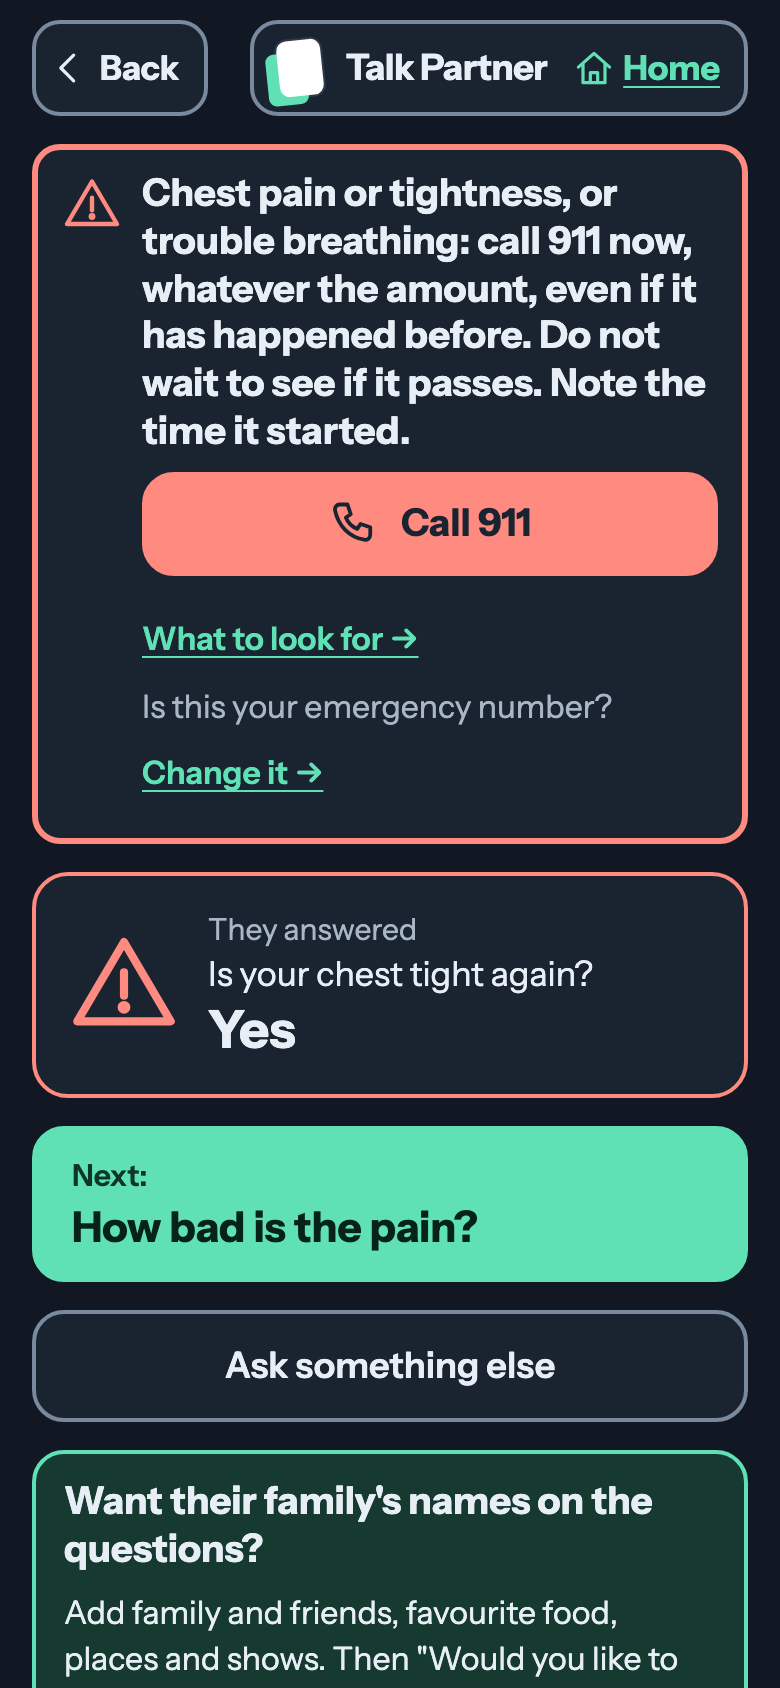 Back
Talk Partner
Home
Chest pain or tightness, or
trouble breathing: call 911 now,
whatever the amount, even if it
has happened before. Do not
wait to see if it passes. Note the
time it started.
Call 911
What to look for →
Is this your emergency number?
Change it →
They answered
Is your chest tight again?
Yes
Next:
How bad is the pain?
Ask something else
Want their family's names on the
questions?
Add family and friends, favourite food,
places and shows. Then "Would you like to